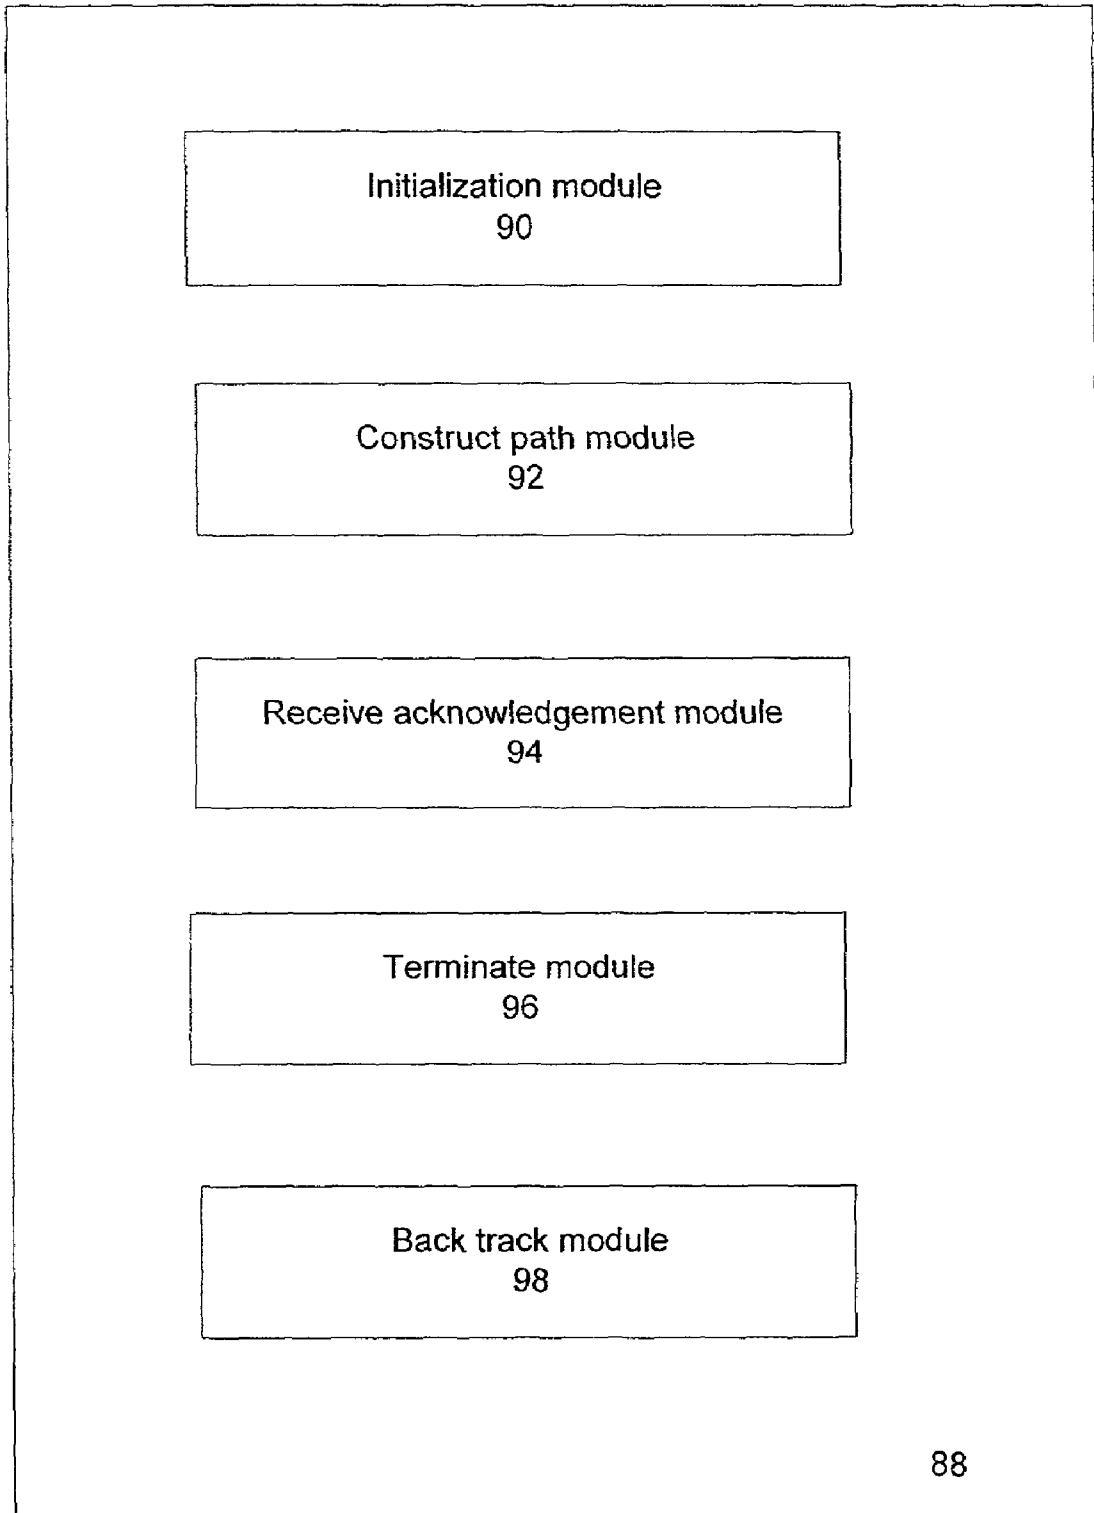 Initialization module
90
Construct path module
92
Receive acknowledgement module
94
Terminate module
96
Back track module
98
88